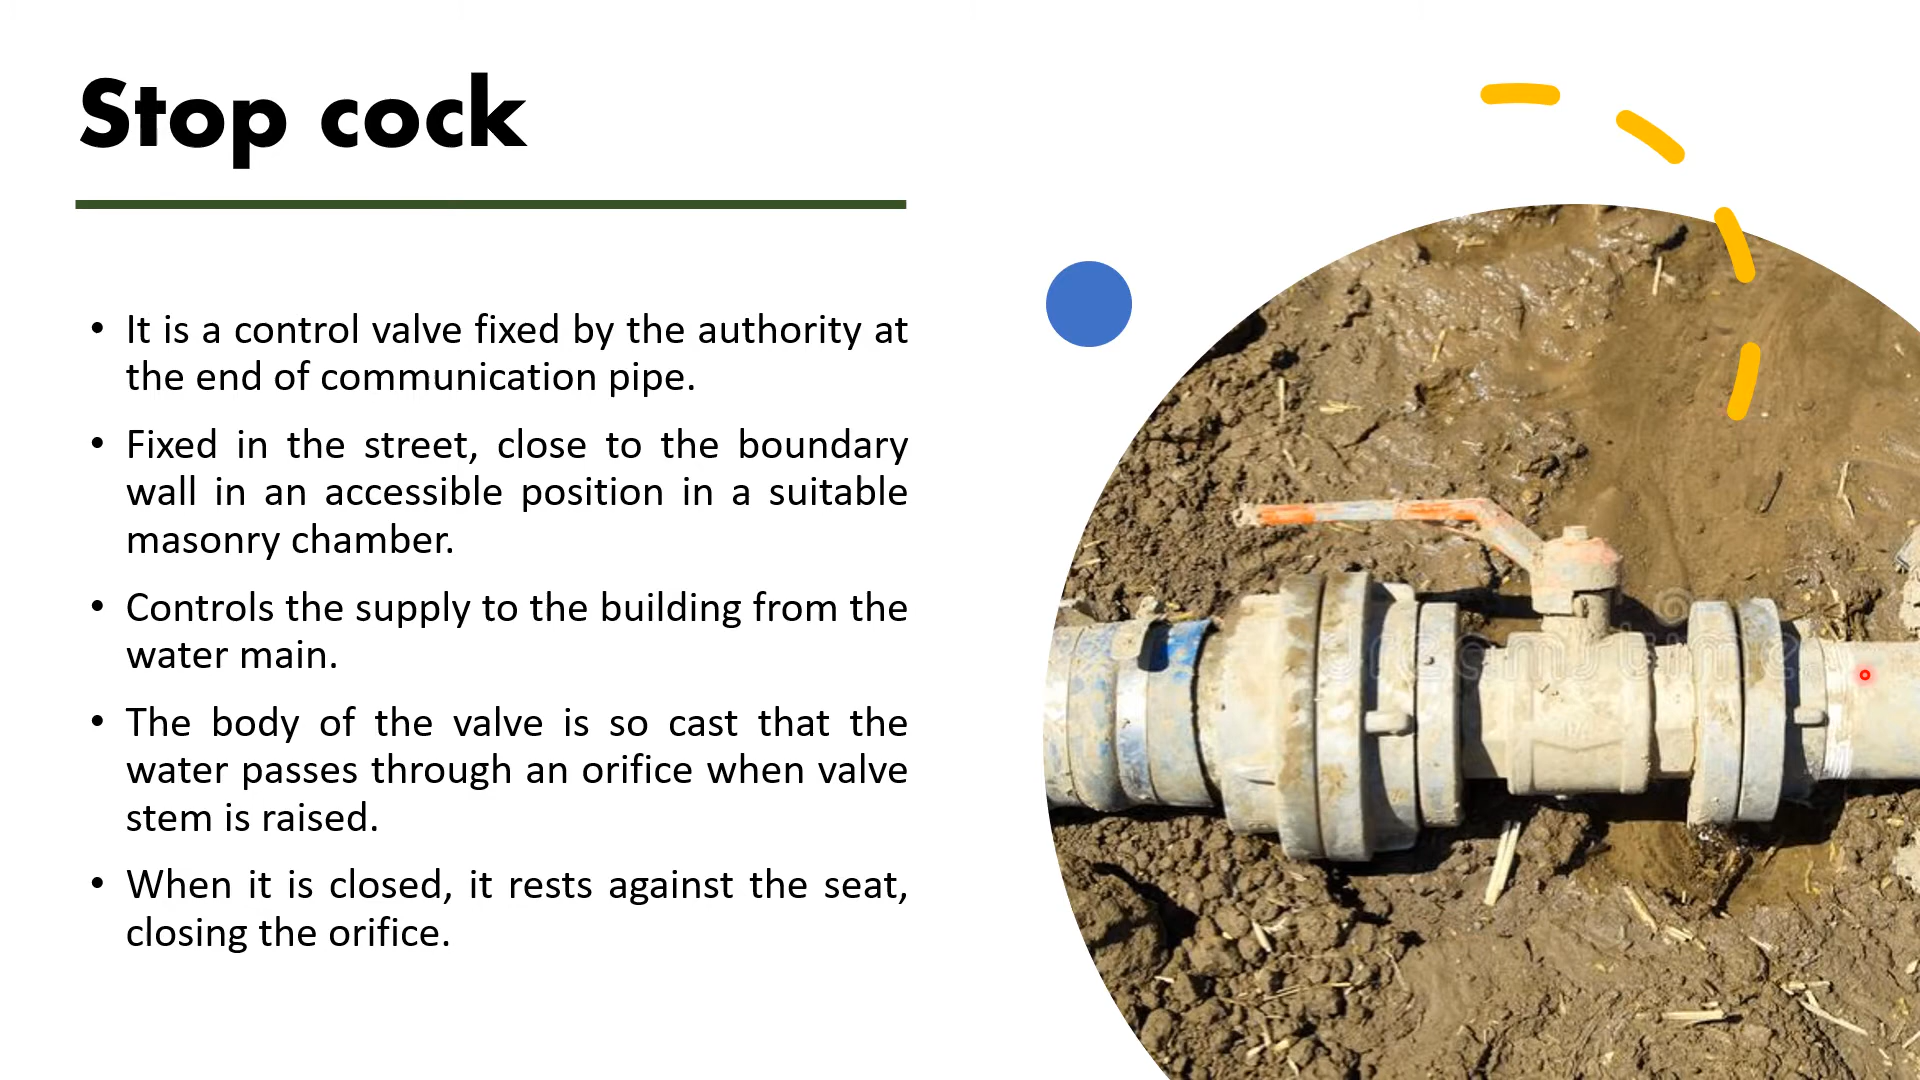 Stop cock
• It is a control valve fixed by the authority at
the end of communication pipe.
• Fixed in the street, close to the boundary
wall in an accessible position in a suitable
masonry chamber.
• Controls the supply to the building from the
water main.
• The body of the valve is so cast that the
water passes through an orifice when valve
stem is raised.
• When it is closed, it rests against the seat,
closing the orifice.
dreamstime